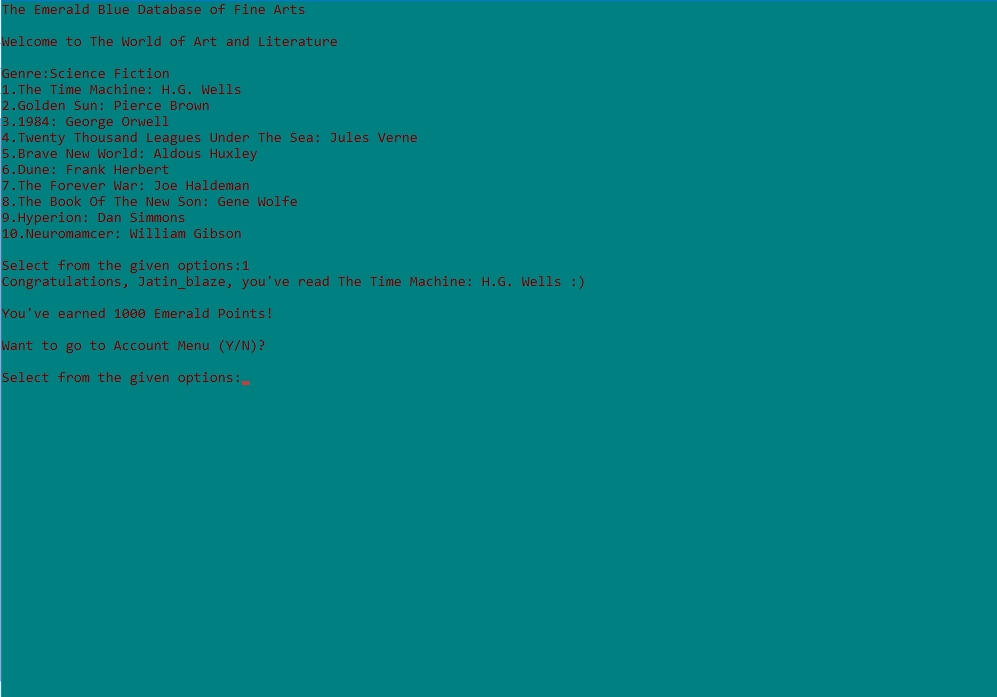 The Emerald Blue Database of Fine Arts
Welcome to The World of Art and Literature
Genre:Science Fiction
1.The Time Machine: H.G. Wells
2.Golden Sun: Pierce Brown
3.1984: George Orwell
4.Twenty Thousand Leagues Under The Sea: Jules Verne
5.Brave New World: Aldous Huxley
6.Dune: Frank Herbert
7.The Forever War: Joe Haldeman
8.The Book Of The New Son: Gene Wolfe
9.Hyperion: Dan Simmons
10.Neuromamcer: William Gibson
Select from the given options:1
Congratulations, Jatin_blaze, you've read The Time Machine: H.G. Wells :)
You've earned 1000 Emerald Points!
Want to go to Account Menu (Y/N)?
Select from the given options: